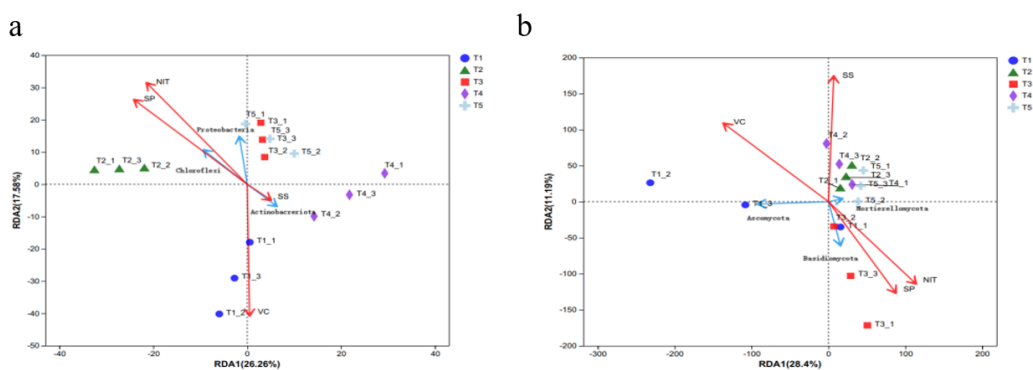 a
T1
T2
T3
T4
T5
RDA2(17.58%)
40
30
20
10
0
-10
-20
-30
-40
-50
NIT
SP
T5_1
T3_1
Proteobacteria
T5_3
T3_3
T3_2
T5_2
Chloroflexi
T2_1
T2_3
T2_2
T4_1
T4_3
SS
Actinobacreriota
T4_2
T1_1
T1_3
VC
T1_2
-40
-20
0
20
40
RDA1(26.26%)
b
T1
T2
T3
T4
T5
RDA2(11.19%)
200
150
100
50
0
-50
-100
-150
-200
SS
VC
T4_2
T4_3
T2_2
T5_1
T1_2
T2_3
T2_1
T5_3
T4_1
Mortierellomycota
T5_2
T1_3
Ascomycota
T3_2
T1_1
Basidiomycota
T3_3
NIT
SP
T3_1
-300
-200
-100
0
100
200
RDA1(28.4%)